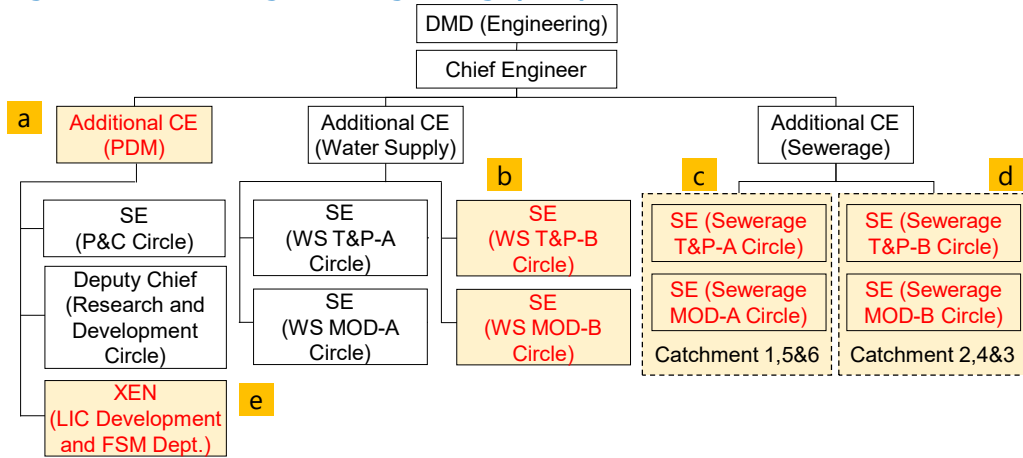 DMD (Engineering)
Chief Engineer
a
Additional CE
(PDM)
Additional CE
(Water Supply)
Additional CE
(Sewerage)
b
c
d
SE
(P&C Circle)
SE
(WS T&P-A
Circle)
SE
(WS T&P-B
Circle)
SE (Sewerage
T&P-A Circle)
SE (Sewerage
T&P-B Circle)
Deputy Chief
(Research and
Development
Circle)
SE
(WS MOD-A
Circle)
SE
(WS MOD-B
Circle)
SE (Sewerage
MOD-A Circle)
SE (Sewerage
MOD-B Circle)
Catchment 1,5&6
Catchment 2,4&3
XEN
(LIC Development
and FSM Dept.)
e